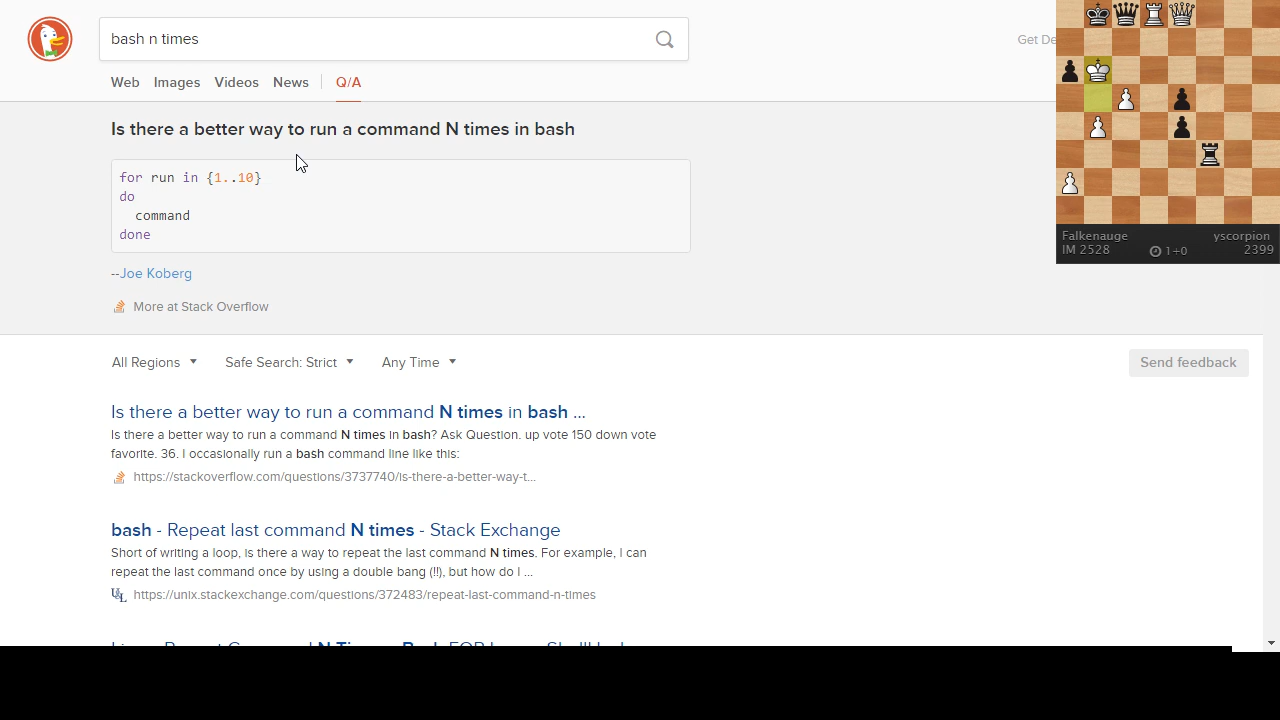 bash n times
Get De
Web Images Videos News Q/A
Is there a better way to run a command N times in bash
for run in {1..10}
do
command
done
--Joe Koberg
More at Stack Overflow
All Regions Safe Search: Strict Any Time
Send feedback
Is there a better way to run a command N times in bash ...
Is there a better way to run a command N times in bash? Ask Question. up vote 150 down vote
favorite. 36. I occasionally run a bash command line like this:
https://stackoverflow.com/questions/3737740/is-there-a-better-way-t...
bash - Repeat last command N times - Stack Exchange
Short of writing a loop, is there a way to repeat the last command N times. For example, I can
repeat the last command once by using a double bang (!!), but how do I ...
https://unix.stackexchange.com/questions/372483/repeat-last-command-n-times
Falkenauge yscorpion
IM 2528 1+0 2399